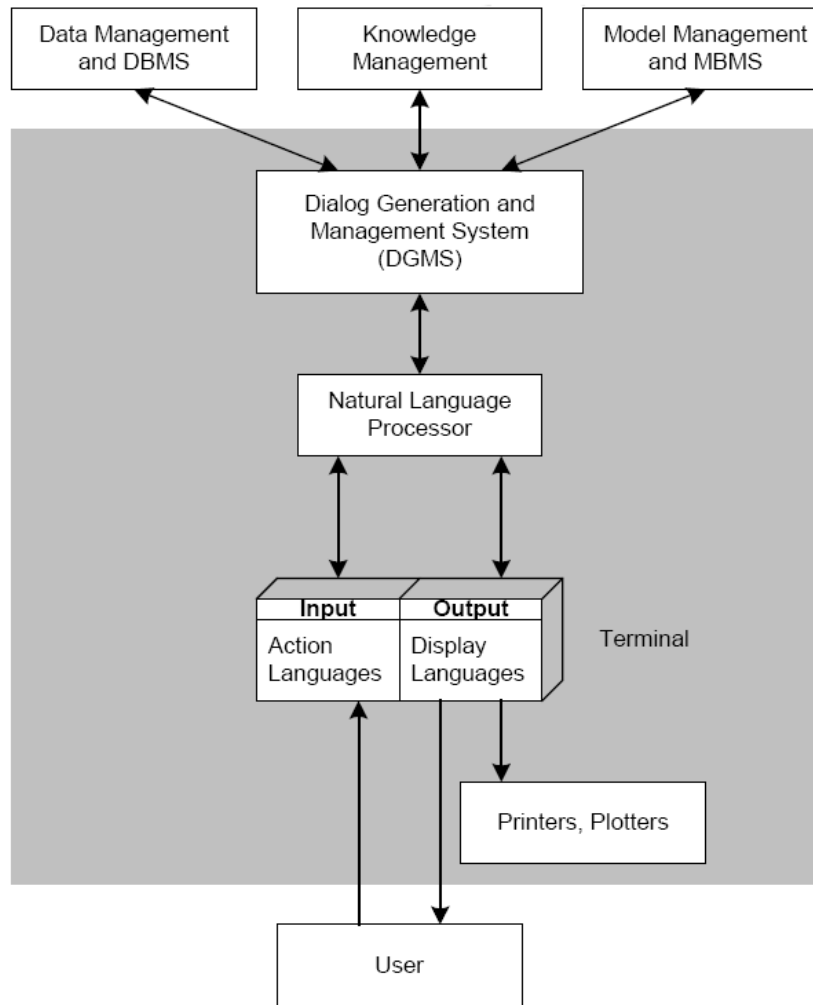 Data Management
and DBMS
Knowledge
Management
Model Management
and MBMS
Dialog Generation and
Management System
(DGMS)
Natural Language
Processor
Input
Output
Action
Languages
Display
Languages
Terminal
Printers, Plotters
User